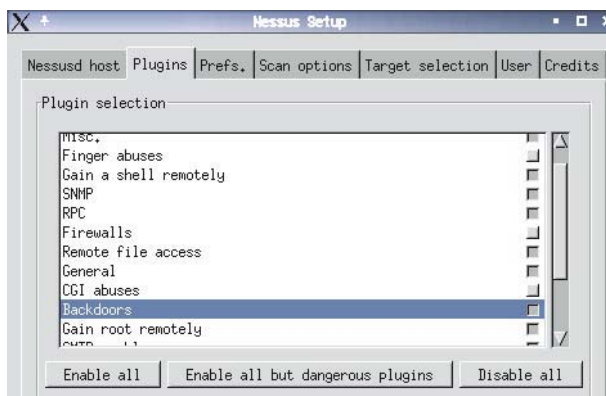 Nessus Setup
Nessusd host Plugins Prefs. Scan options Target selection User Credits
Plugin selection
Misc.
Finger abuses
Gain a shell remotely
SNMP
RPC
Firewalls
Remote file access
General
CGI abuses
Backdoors
Gain root remotely
Enable all Enable all but dangerous plugins Disable all